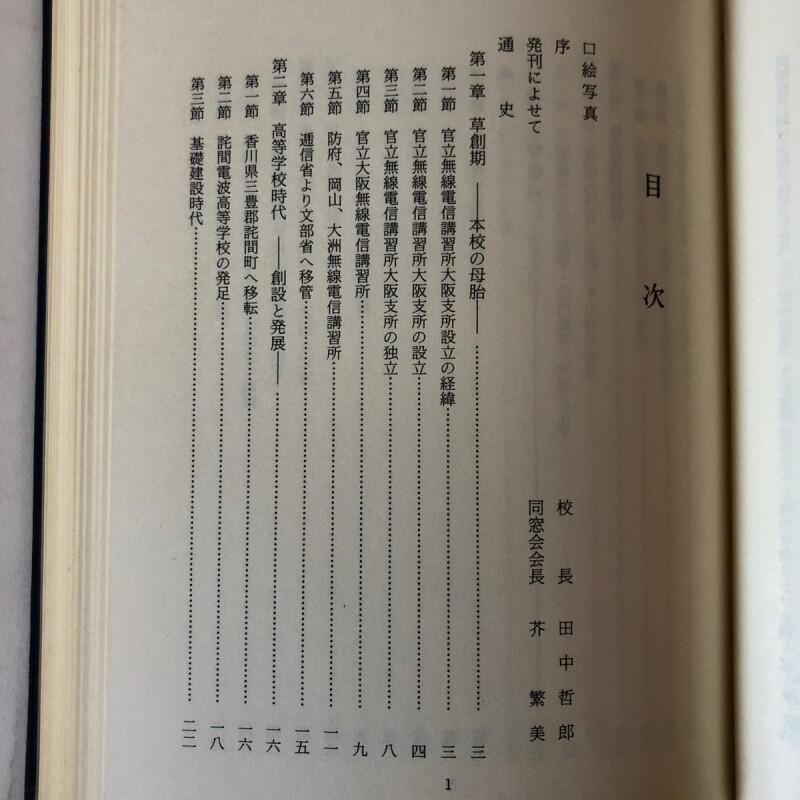 目次
口絵写真
序 校長 田中哲郎
発刊によせて 同窓会会長 芥 繁美
通史
第一章 草創期 ――本校の母胎―― 三
第一節 官立無線電信講習所大阪支所設立の経緯 三
第二節 官立無線電信講習所大阪支所の設立 四
第三節 官立無線電信講習所大阪支所の独立 八
第四節 官立大阪無線電信講習所 九
第五節 防府、岡山、大洲無線電信講習所 一一
第六節 逓信省より文部省へ移管 一五
第二章 高等学校時代 ――創設と発展―― 一六
第一節 香川県三豊郡詫間町へ移転 一六
第二節 詫間電波高等学校の発足 一八
第三節 基礎建設時代 二二
1